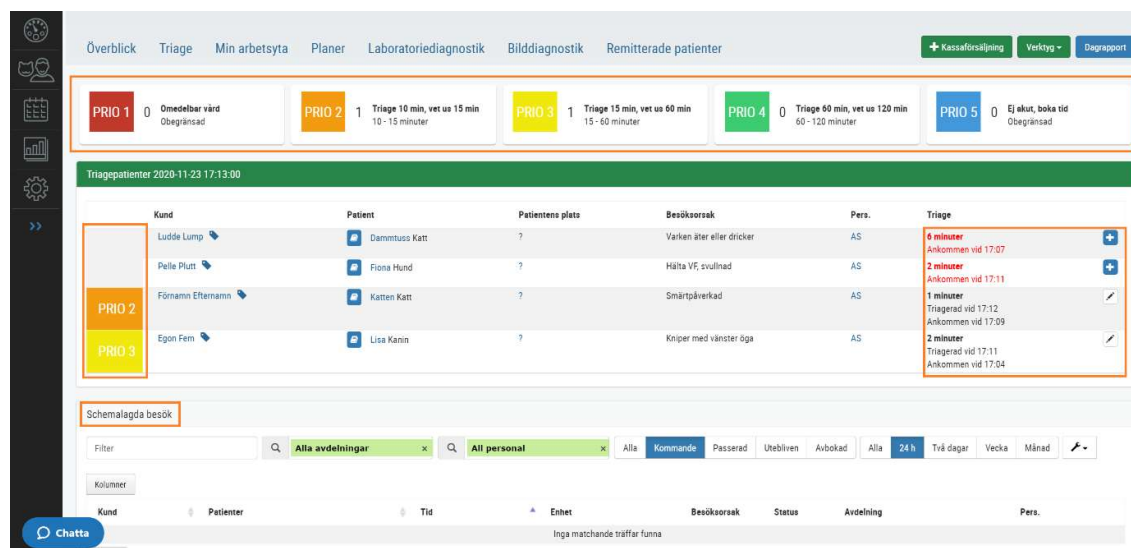 Överblick Triage Min arbetsyta Planer Laboratoriediagnostik Bilddiagnostik Remitterade patienter Kassaförsäljning Verktyg Dagrapport
PRIO 1 0 Omedelbar vård
Obegränsad
PRIO 2 1 Triage 10 min, vet us 15 min
10 - 15 minuter
PRIO 3 1 Triage 15 min, vet us 60 min
15 - 60 minuter
PRIO 4 0 Triage 60 min, vet us 120 min
60 - 120 minuter
PRIO 5 0 Ej akut, boka tid
Obegränsad
Triagepatienter 2020-11-23 17:13:00
Kund Patient Patientens plats Besöksorsak Pers. Triage
Ludde Lump Dammtuss Katt ? Varken äter eller dricker AS 6 minuter
Ankommen vid 17:07
Pelle Plutt Fiona Hund ? Hälta VF, svullnad AS 2 minuter
Ankommen vid 17:11
PRIO 2 Förnamn Efternamn Katten Katt ? Smärtpåverkad AS 1 minuter
Triagerad vid 17:12
Ankommen vid 17:09
PRIO 3 Egon Fem Lisa Kanin ? Kniper med vänster öga AS 2 minuter
Triagerad vid 17:11
Ankommen vid 17:04
Schemalagda besök
Filter Alla avdelningar × All personal × Alla Kommande Passerad Utebliven Avbokad Alla 24 h Två dagar Vecka Månad
Kolumner
Kund Patienter Tid Enhet Besöksorsak Status Avdelning Pers.
Inga matchande träffar funna
Chatta